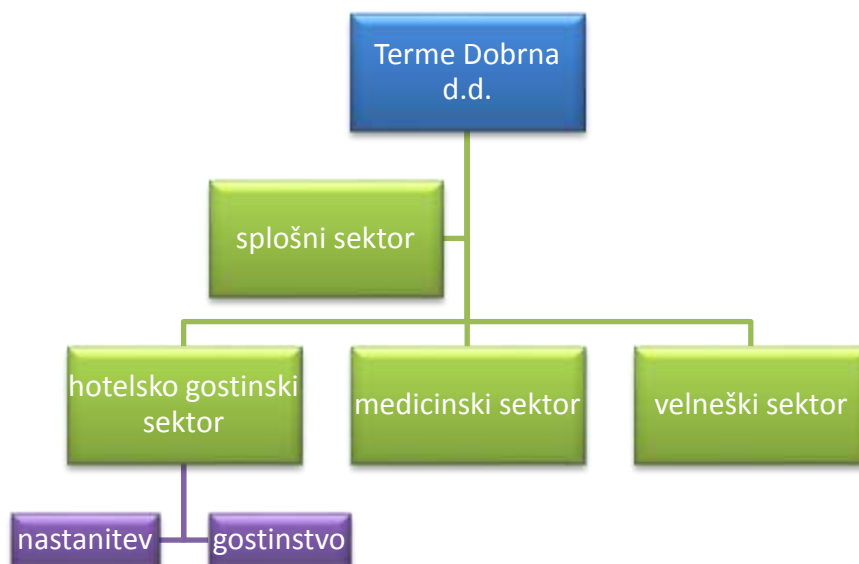 Terme Dobrna
d.d.
splošni sektor
hotelsko gostinski
sektor
medicinski sektor
velneški sektor
nastanitev
gostinstvo